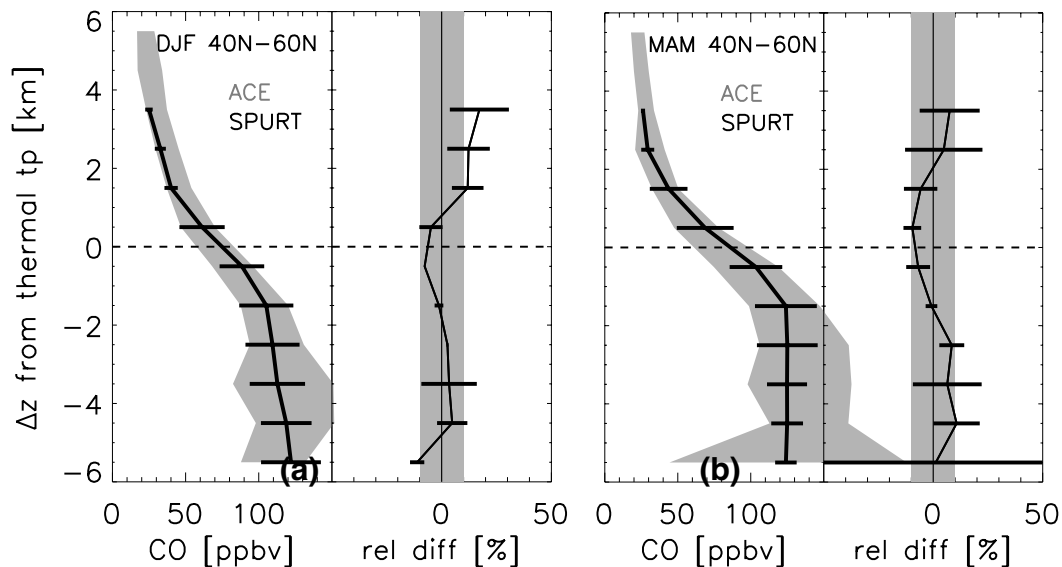 DJF 40N-60N
ACE
SPURT
MAM 40N-60N
ACE
SPURT
Δz from thermal tp [km]
6
4
2
0
-2
-4
-6
(a)
(b)
0 50 100 0 50
0 50 100 0 50
CO [ppbv] rel diff [%]
CO [ppbv] rel diff [%]